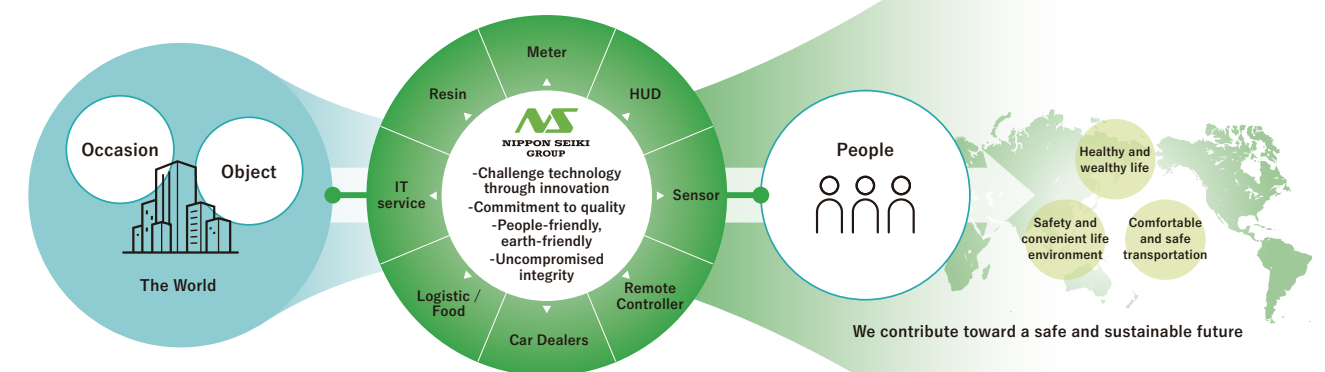 Occasion
Object
The World
Meter
HUD
Sensor
Remote
Controller
Car Dealers
Logistic /
Food
IT
service
Resin
NS
NIPPON SEIKI
GROUP
-Challenge technology
through innovation
-Commitment to quality
-People-friendly,
earth-friendly
-Uncompromised
integrity
People
Healthy and
wealthy life
Safety and
convenient life
environment
Comfortable
and safe
transportation
We contribute toward a safe and sustainable future